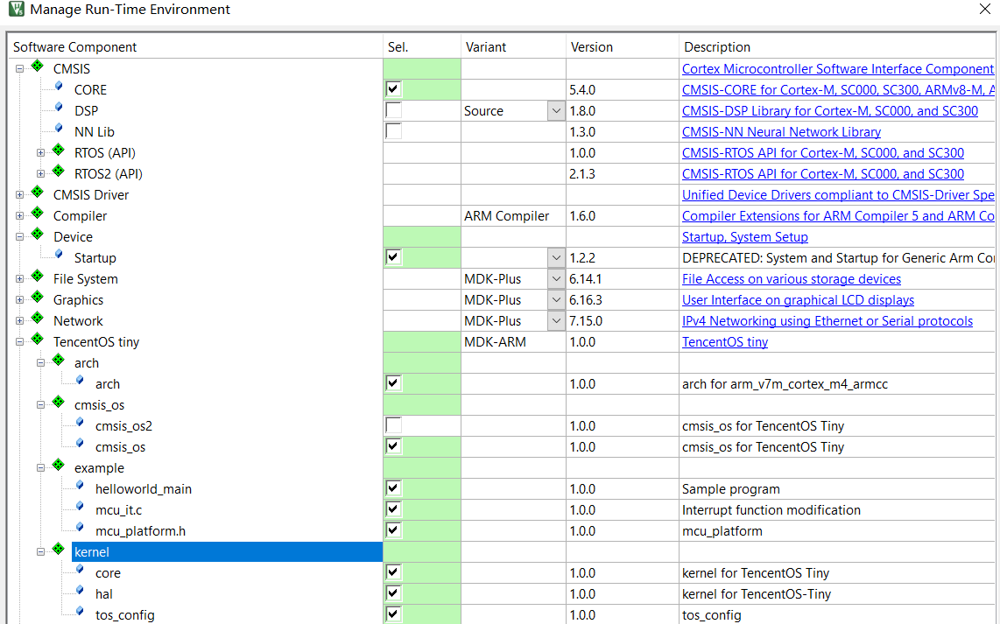 Manage Run-Time Environment
Software Component Sel. Variant Version Description
CMSIS Cortex Microcontroller Software Interface Component
CORE 5.4.0 CMSIS-CORE for Cortex-M, SC000, SC300, ARMv8-M, A
DSP Source 1.8.0 CMSIS-DSP Library for Cortex-M, SC000, and SC300
NN Lib 1.3.0 CMSIS-NN Neural Network Library
RTOS (API) 1.0.0 CMSIS-RTOS API for Cortex-M, SC000, and SC300
RTOS2 (API) 2.1.3 CMSIS-RTOS API for Cortex-M, SC000, and SC300
CMSIS Driver Unified Device Drivers compliant to CMSIS-Driver Spe
Compiler ARM Compiler 1.6.0 Compiler Extensions for ARM Compiler 5 and ARM Co
Device Startup, System Setup
Startup 1.2.2 DEPRECATED: System and Startup for Generic Arm Cor
File System MDK-Plus 6.14.1 File Access on various storage devices
Graphics MDK-Plus 6.16.3 User Interface on graphical LCD displays
Network MDK-Plus 7.15.0 IPv4 Networking using Ethernet or Serial protocols
TencentOS tiny MDK-ARM 1.0.0 TencentOS tiny
arch
arch 1.0.0 arch for arm_v7m_cortex_m4_armcc
cmsis_os
cmsis_os2 1.0.0 cmsis_os for TencentOS Tiny
cmsis_os 1.0.0 cmsis_os for TencentOS Tiny
example
helloworld_main 1.0.0 Sample program
mcu_it.c 1.0.0 Interrupt function modification
mcu_platform.h 1.0.0 mcu_platform
kernel
core 1.0.0 kernel for TencentOS Tiny
hal 1.0.0 kernel for TencentOS-Tiny
tos_config 1.0.0 tos_config